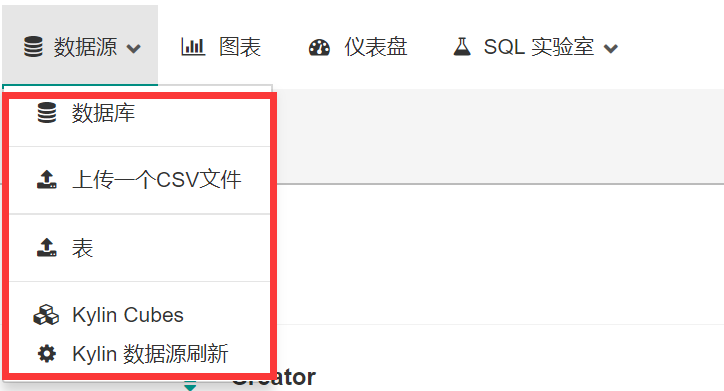 数据源 图表 仪表盘 SQL 实验室
数据库
上传一个CSV文件
表
Kylin Cubes
Kylin 数据源刷新
Creator